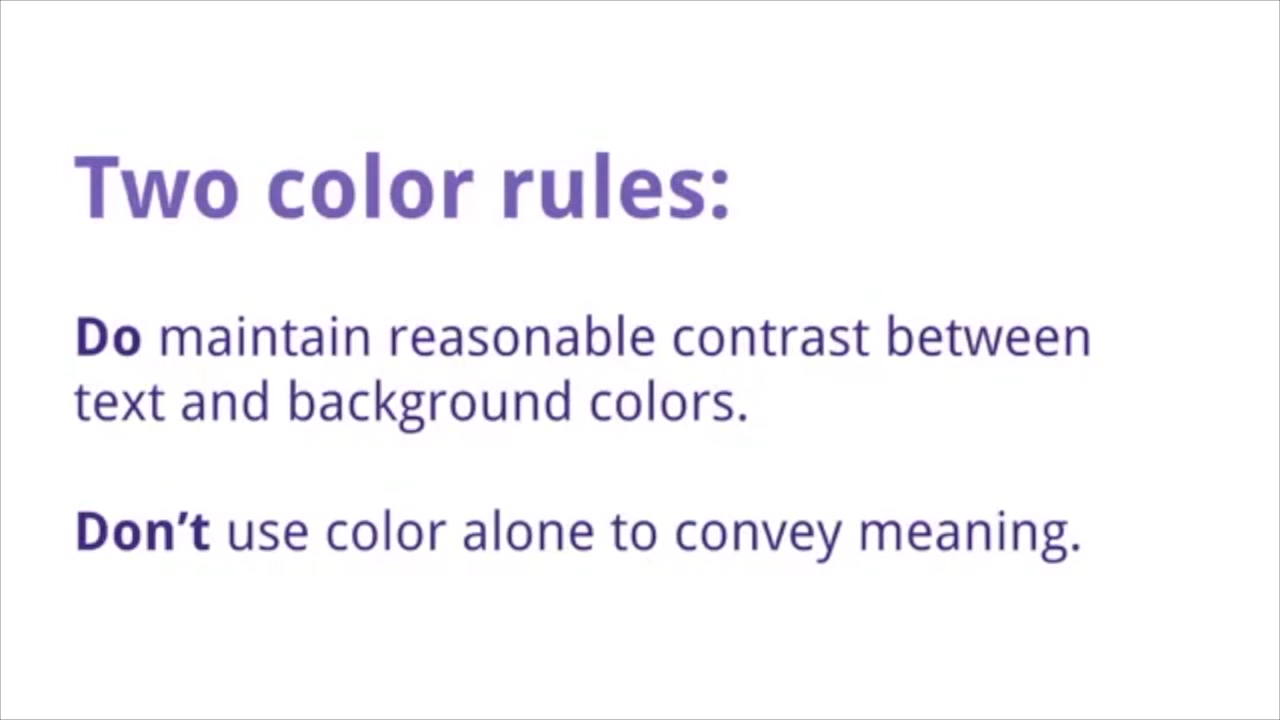 Two color rules:
Do maintain reasonable contrast between
text and background colors.
Don’t use color alone to convey meaning.